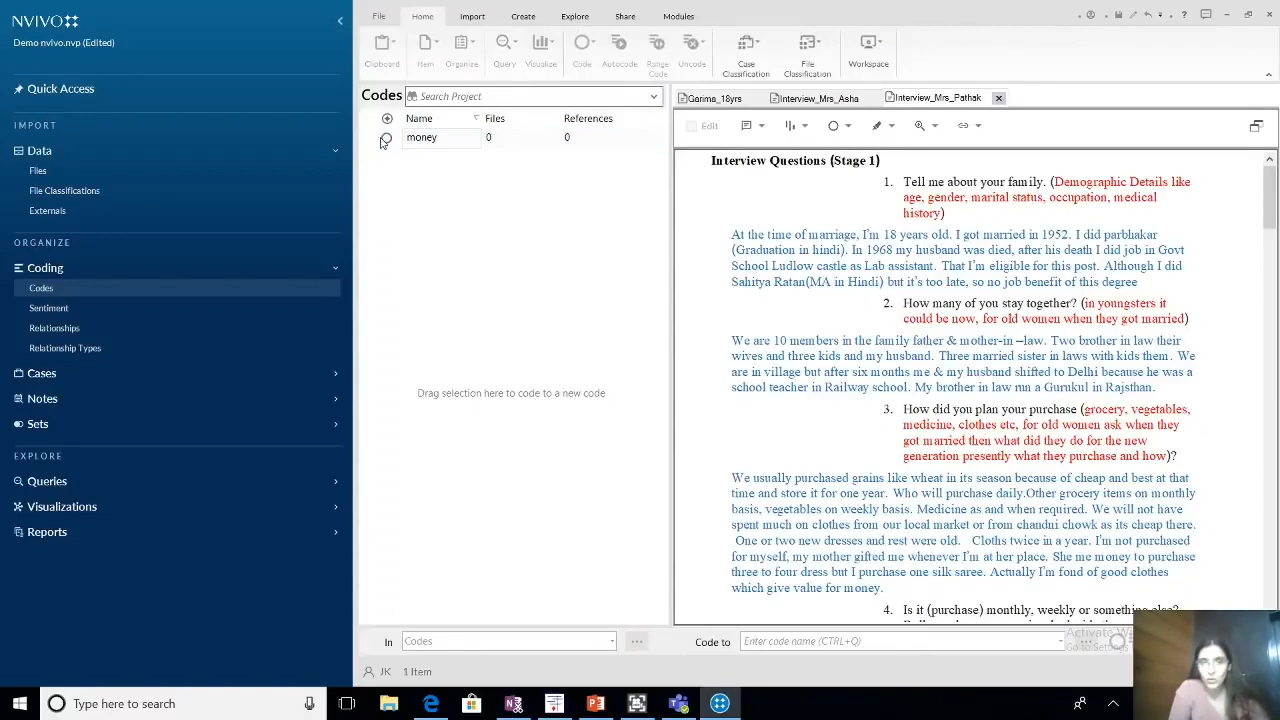 NVIVO
Demo nvivo.nvp (Edited)
Quick Access
IMPORT
Data
Files
File Classifications
Externals
ORGANIZE
Coding
Codes
Sentiment
Relationships
Relationship Types
Cases
Notes
Sets
EXPLORE
Queries
Visualizations
Reports
File Home Import Create Explore Share Modules
Clipboard Item Organize Query Visualize Code Autocode Range Code Uncode Case Classification File Classification Workspace
Codes Search Project
Name Files References
money 0 0
Drag selection here to code to a new code
Garima_18yrs Interview_Mrs_Asha Interview_Mrs_Pathak
Edit
Interview Questions (Stage 1)
1. Tell me about your family. (Demographic Details like
age, gender, marital status, occupation, medical
history)
At the time of marriage, I'm 18 years old. I got married in 1952. I did parbhakar
(Graduation in hindi). In 1968 my husband was died, after his death I did job in Govt
School Ludlow castle as Lab assistant. That I'm eligible for this post. Although I did
Sahitya Ratan(MA in Hindi) but it's too late, so no job benefit of this degree
2. How many of you stay together? (in youngsters it
could be now, for old women when they got married)
We are 10 members in the family father & mother-in –law. Two brother in law their
wives and three kids and my husband. Three married sister in laws with kids them. We
are in village but after six months me & my husband shifted to Delhi because he was a
school teacher in Railway school. My brother in law run a Gurukul in Rajsthan.
3. How did you plan your purchase (grocery, vegetables,
medicine, clothes etc, for old women ask when they
got married then what did they do for the new
generation presently what they purchase and how)?
We usually purchased grains like wheat in its season because of cheap and best at that
time and store it for one year. Who will purchase daily.Other grocery items on monthly
basis, vegetables on weekly basis. Medicine as and when required. We will not have
spent much on clothes from our local market or from chandni chowk as its cheap there.
One or two new dresses and rest were old. Cloths twice in a year. I'm not purchased
for myself, my mother gifted me whenever I'm at her place. She me money to purchase
three to four dress but I purchase one silk saree. Actually I'm fond of good clothes
which give value for money.
4. Is it (purchase) monthly, weekly or something else?
In Codes Code to Enter code name (CTRL+Q)
Activate
Go to Settings
JK 1 Item
Type here to search